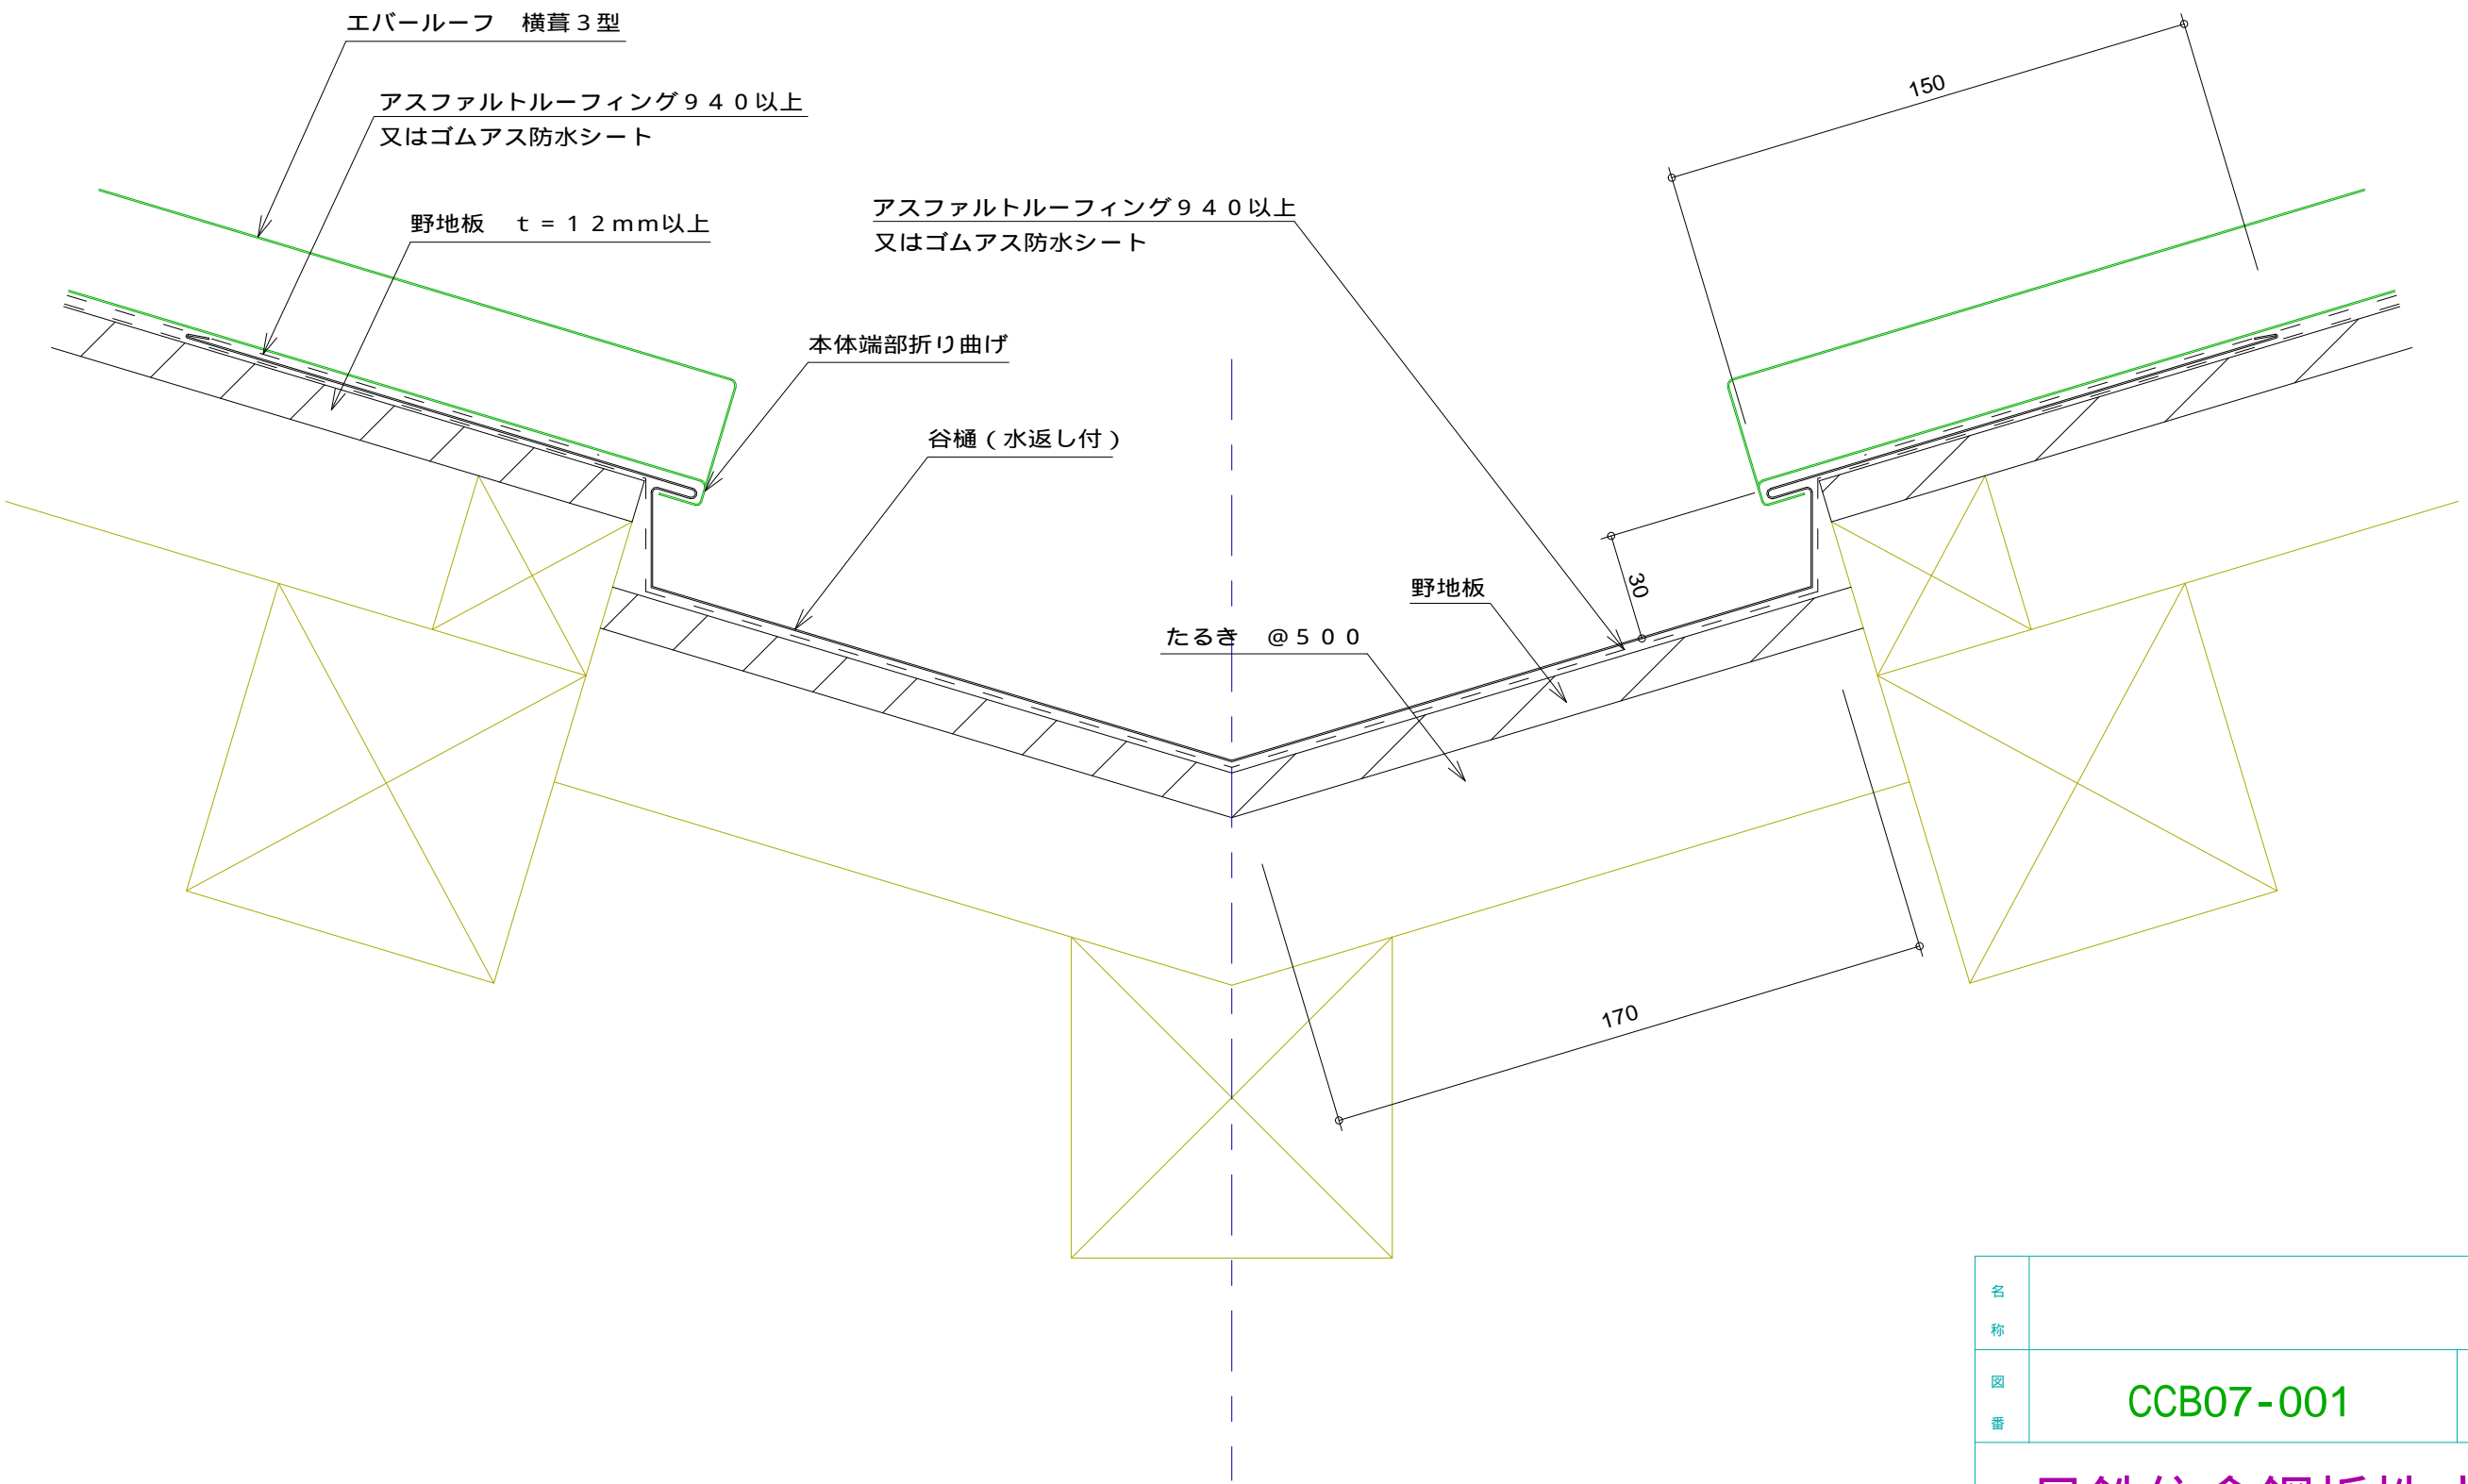 エバールーフ　横葺３型
アスファルトルーフィング９４０以上
又はゴムアス防水シート
野地板　ｔ＝１２mm以上
アスファルトルーフィング９４０以上
又はゴムアス防水シート
150
本体端部折り曲げ
谷樋（水返し付）
30
野地板
たるき　＠５００
170
名称
図番
CCB07-001